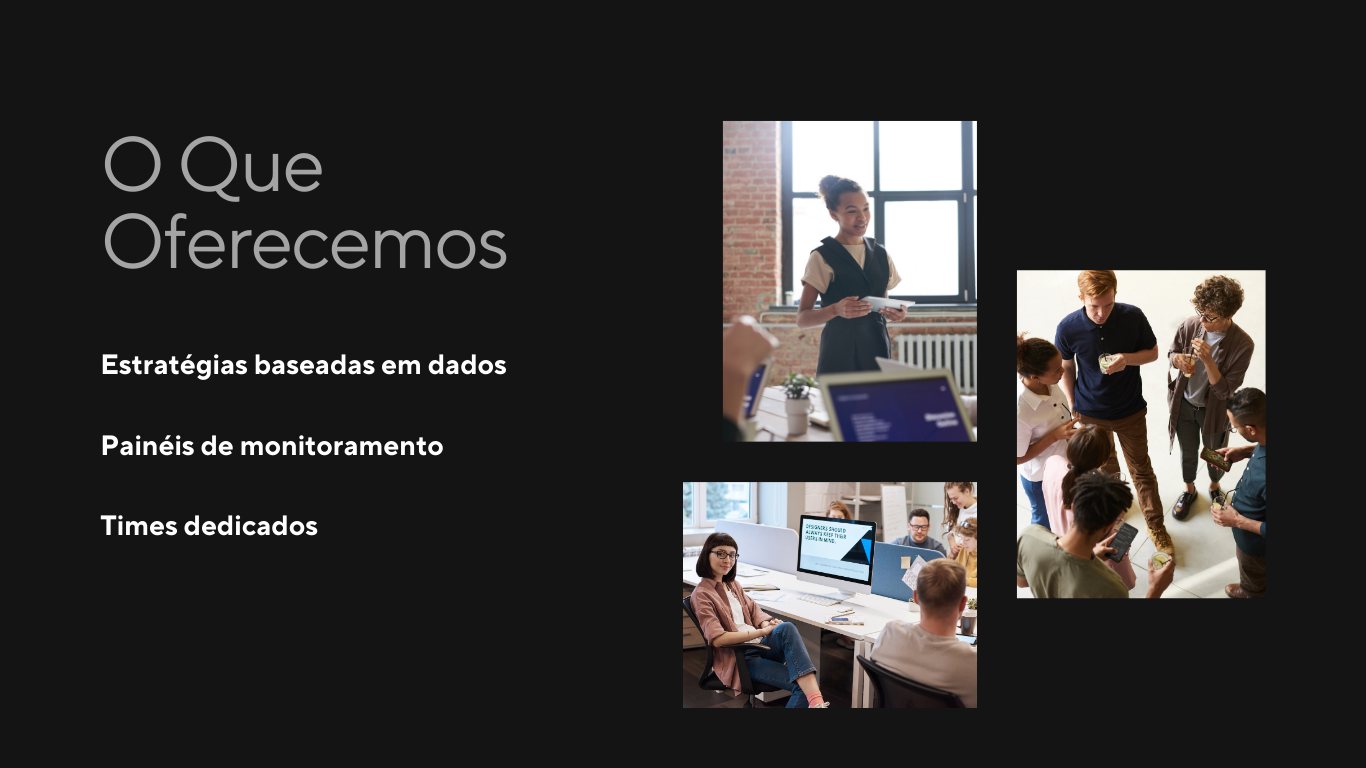 O Que
Oferecemos
Estratégias baseadas em dados
Painéis de monitoramento
Times dedicados
DESIGNERS SHOULD
ALWAYS KEEP THEIR
USERS IN MIND.